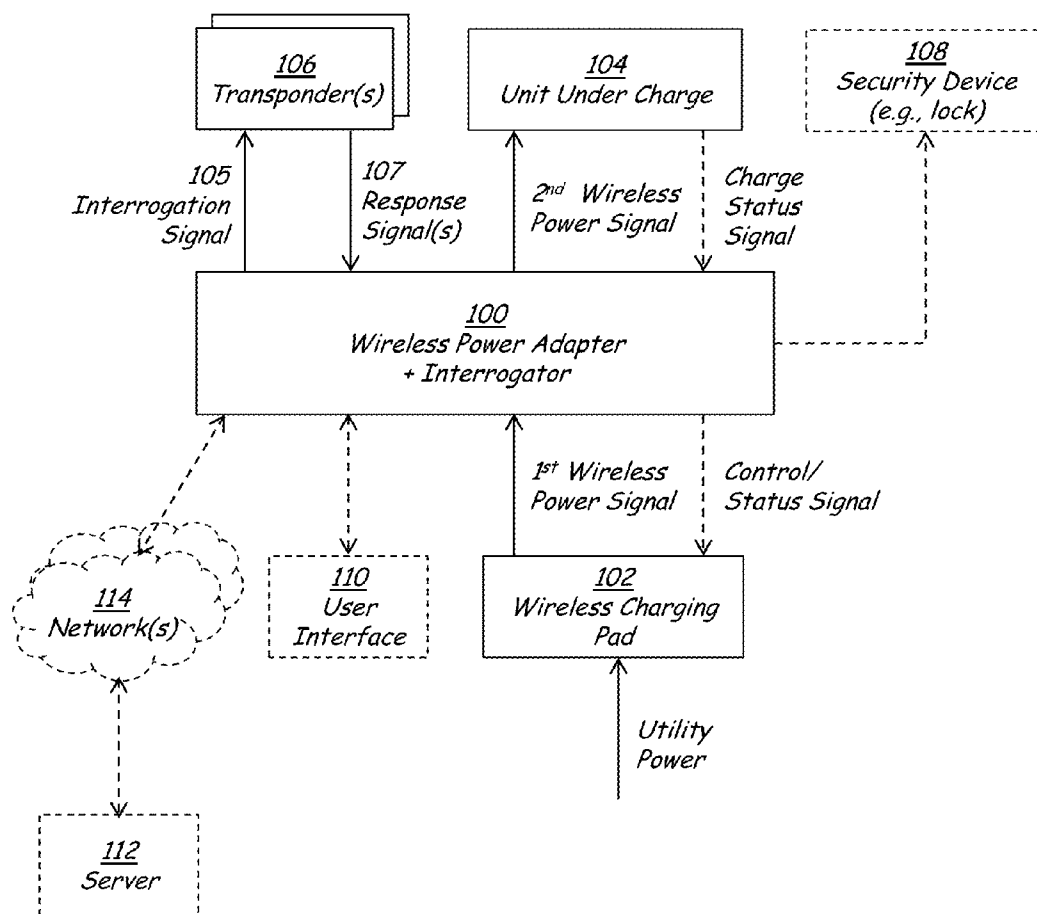 106
Transponder(s)
104
Unit Under Charge
108
Security Device
(e.g., lock)
105
Interrogation
Signal
107
Response
Signal(s)
2nd Wireless
Power Signal
Charge
Status
Signal
100
Wireless Power Adapter
+ Interrogator
1st Wireless
Power Signal
Control/
Status Signal
114
Network(s)
110
User
Interface
102
Wireless Charging
Pad
Utility
Power
112
Server